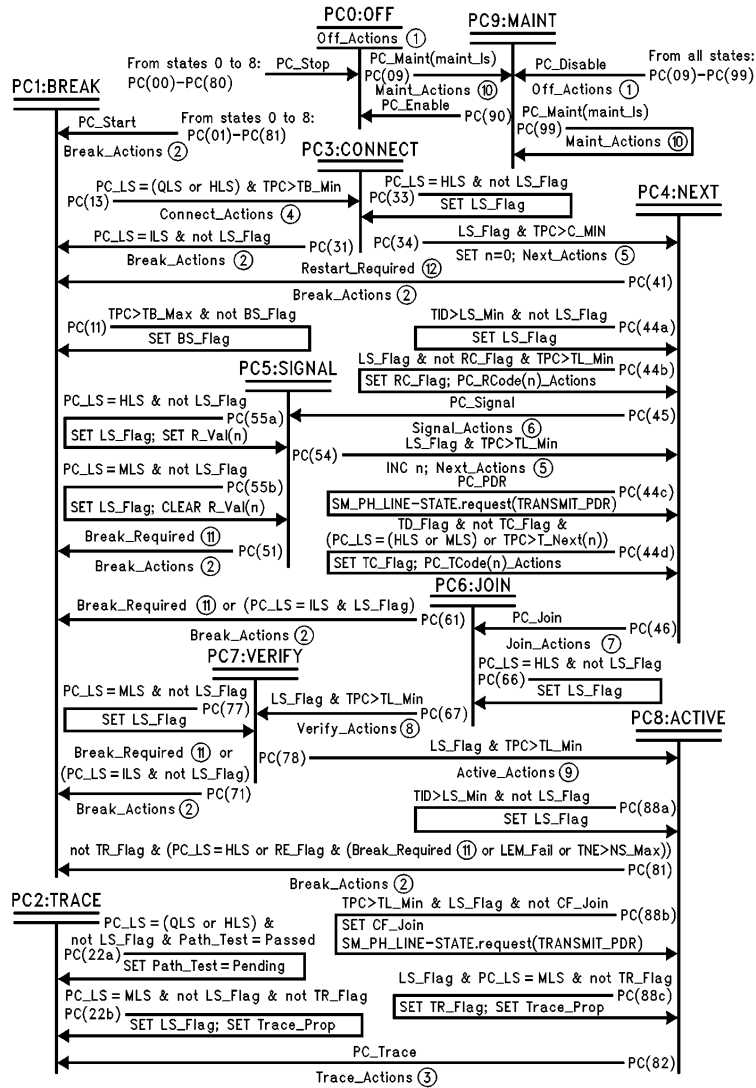 PC0:OFF
Off_Actions ①
PC9:MAINT
From states 0 to 8:
PC(00)-PC(80)
PC_Stop
PC_Maint(maint_ls)
PC(09)
Maint_Actions ⑩
PC_Disable
Off_Actions ①
From all states:
PC(09)-PC(99)
PC1:BREAK
PC_Enable
PC(90)
PC_Maint(maint_ls)
PC(99)
Maint_Actions ⑩
PC_Start
Break_Actions ②
From states 0 to 8:
PC(01)-PC(81)
PC3:CONNECT
PC_LS=(QLS or HLS) & TPC>TB_Min
PC(13)
Connect_Actions ④
PC_LS=HLS & not LS_Flag
PC(33)
SET LS_Flag
PC4:NEXT
PC_LS=ILS & not LS_Flag
PC(31)
Break_Actions ②
PC(34)
LS_Flag & TPC>C_MIN
SET n=0; Next_Actions ⑤
Restart_Required ⑫
PC(41)
Break_Actions ②
TPC>TB_Max & not BS_Flag
PC(11)
SET BS_Flag
TID>LS_Min & not LS_Flag
PC(44a)
SET LS_Flag
LS_Flag & not RC_Flag & TPC>TL_Min
PC(44b)
SET RC_Flag; PC_RCode(n)_Actions
PC5:SIGNAL
PC_LS=HLS & not LS_Flag
PC(55a)
SET LS_Flag; SET R_Val(n)
PC_Signal
PC(45)
Signal_Actions ⑥
PC(54)
LS_Flag & TPC>TL_Min
INC n; Next_Actions ⑤
PC_LS=MLS & not LS_Flag
PC(55b)
SET LS_Flag; CLEAR R_Val(n)
PC_PDR
PC(44c)
SM_PH_LINE-STATE.request(TRANSMIT_PDR)
Break_Required ⑪
PC(51)
Break_Actions ②
TD_Flag & not TC_Flag &
(PC_LS=(HLS or MLS) or TPC>T_Next(n))
PC(44d)
SET TC_Flag; PC_TCode(n)_Actions
PC6:JOIN
Break_Required ⑪ or (PC_LS=ILS & LS_Flag)
PC(61)
Break_Actions ②
PC_Join
PC(46)
Join_Actions ⑦
PC7:VERIFY
PC_LS=HLS & not LS_Flag
PC(66)
SET LS_Flag
PC_LS=MLS & not LS_Flag
PC(77)
SET LS_Flag
LS_Flag & TPC>TL_Min
PC(67)
Verify_Actions ⑧
PC8:ACTIVE
Break_Required ⑪ or
(PC_LS=ILS & not LS_Flag)
PC(71)
Break_Actions ②
PC(78)
LS_Flag & TPC>TL_Min
Active_Actions ⑨
TID>LS_Min & not LS_Flag
PC(88a)
SET LS_Flag
not TR_Flag & (PC_LS=HLS or RE_Flag & (Break_Required ⑪ or LEM_Fail or TNE>NS_Max))
PC(81)
Break_Actions ②
PC2:TRACE
PC_LS=(QLS or HLS) &
not LS_Flag & Path_Test=Passed
PC(22a)
SET Path_Test=Pending
TPC>TL_Min & LS_Flag & not CF_Join
PC(88b)
SET CF_Join
SM_PH_LINE-STATE.request(TRANSMIT_PDR)
PC_LS=MLS & not LS_Flag & not TR_Flag
PC(22b)
SET LS_Flag; SET Trace_Prop
LS_Flag & PC_LS=MLS & not TR_Flag
PC(88c)
SET TR_Flag; SET Trace_Prop
PC_Trace
PC(82)
Trace_Actions ③